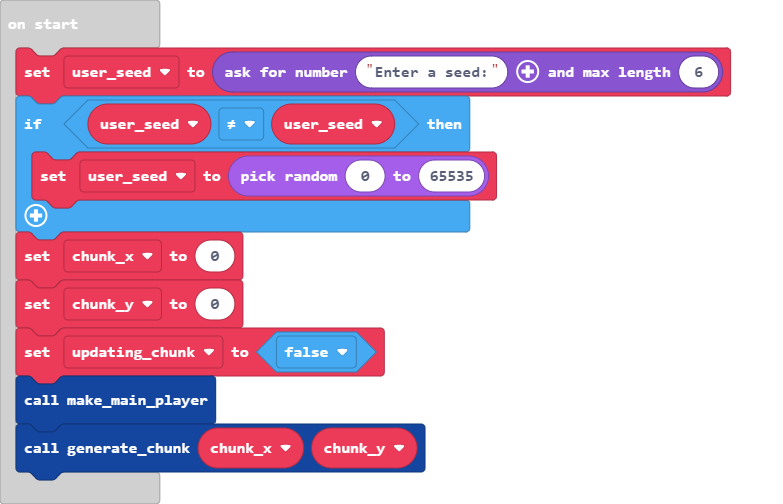 on start
set user_seed to ask for number "Enter a seed:" and max length 6
if user_seed ≠ user_seed then
set user_seed to pick random 0 to 65535
set chunk_x to 0
set chunk_y to 0
set updating_chunk to false
call make_main_player
call generate_chunk chunk_x chunk_y